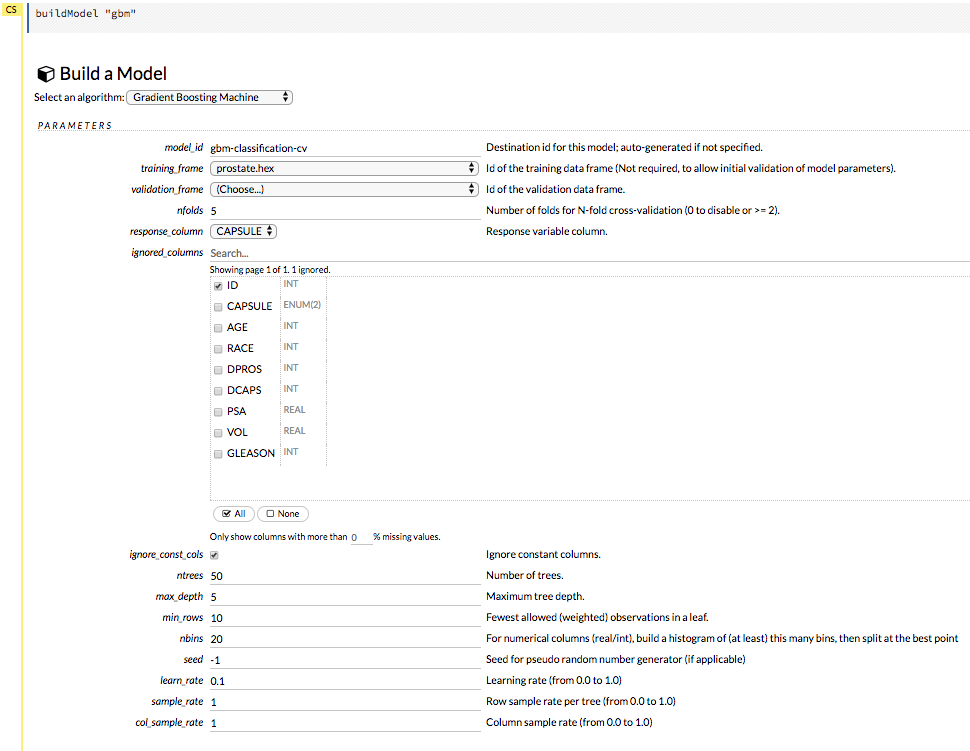 CS
buildModel "gbm"
Build a Model
Select an algorithm: Gradient Boosting Machine
PARAMETERS
model_id gbm-classification-cv Destination id for this model; auto-generated if not specified.
training_frame prostate.hex Id of the training data frame (Not required, to allow initial validation of model parameters).
validation_frame (Choose...) Id of the validation data frame.
nfolds 5 Number of folds for N-fold cross-validation (0 to disable or >= 2).
response_column CAPSULE Response variable column.
ignored_columns Search...
Showing page 1 of 1. 1 ignored.
ID INT
CAPSULE ENUM(2)
AGE INT
RACE INT
DPROS INT
DCAPS INT
PSA REAL
VOL REAL
GLEASON INT
All None
Only show columns with more than 0 % missing values.
ignore_const_cols Ignore constant columns.
ntrees 50 Number of trees.
max_depth 5 Maximum tree depth.
min_rows 10 Fewest allowed (weighted) observations in a leaf.
nbins 20 For numerical columns (real/int), build a histogram of (at least) this many bins, then split at the best point
seed -1 Seed for pseudo random number generator (if applicable)
learn_rate 0.1 Learning rate (from 0.0 to 1.0)
sample_rate 1 Row sample rate per tree (from 0.0 to 1.0)
col_sample_rate 1 Column sample rate (from 0.0 to 1.0)